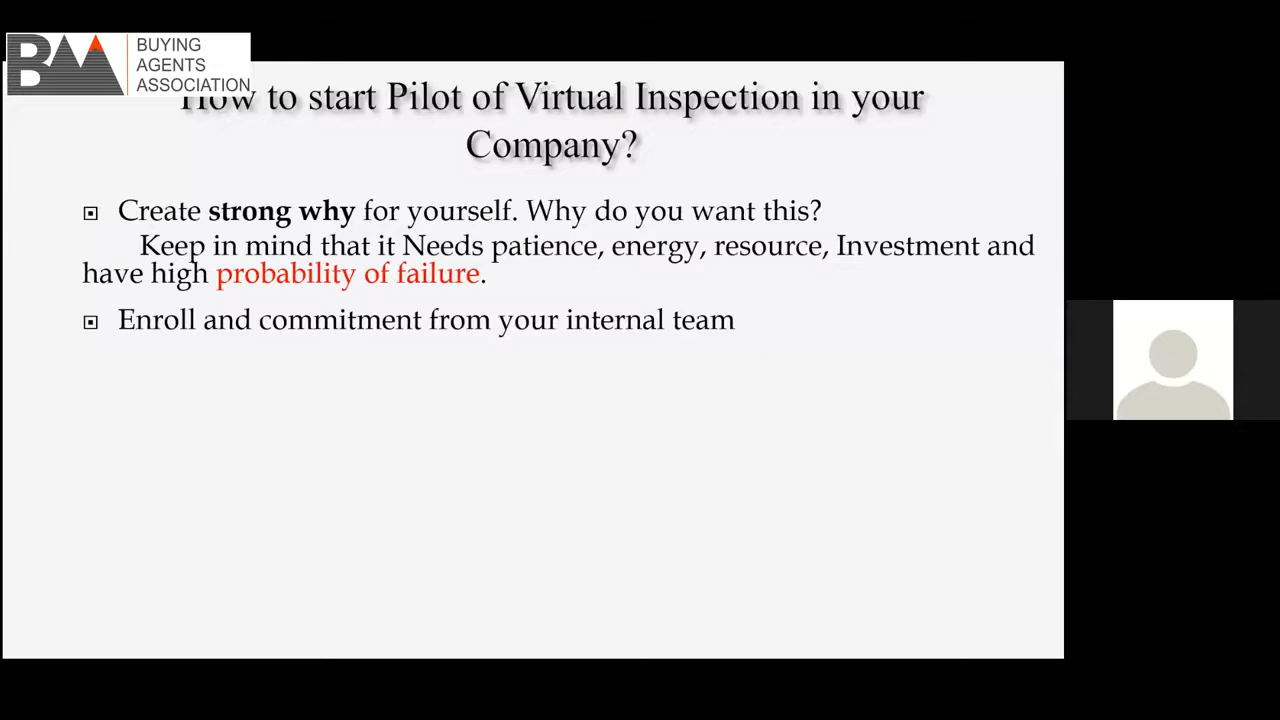 BAA
BUYING
AGENTS
ASSOCIATION
How to start Pilot of Virtual Inspection in your
Company?
Create strong why for yourself. Why do you want this?
Keep in mind that it Needs patience, energy, resource, Investment and
have high probability of failure.
Enroll and commitment from your internal team